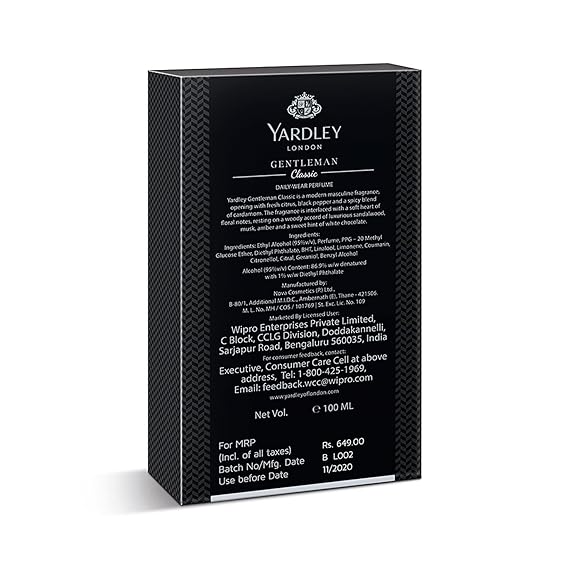 YARDLEY
LONDON
GENTLEMAN
Classic
DAILY-WEAR PERFUME
Yardley Gentleman Classic is a modern masculine fragrance,
opening with fresh citrus, black pepper and a spicy blend
of cardamom. The fragrance is interlaced with a soft heart of
floral notes, resting on a woody accord of luxurious sandalwood,
musk, amber and a sweet hint of white chocolate.
Ingredients:
Ingredients: Ethyl Alcohol (95%v/v), Perfume, PPG – 20 Methyl
Glucose Ether, Diethyl Phthalate, BHT, Linalool, Limonene, Coumarin,
Citronellol, Citral, Geraniol, Benzyl Alcohol
Alcohol (95%v/v) Content: 86.9% w/w denatured
with 1% w/w Diethyl Phthalate
Manufactured by:
Nova Cosmetics (P.) Ltd.,
B-80/1, Additional M.I.D.C., Ambernath (E), Thane - 421506.
M. L. No. MH / COS / 101769 | St. Exc. Lic. No. 109
Marketed By Licensed User:
Wipro Enterprises Private Limited,
C Block, CCLG Division, Doddakannelli,
Sarjapur Road, Bengaluru 560035, India
For consumer feedback, contact:
Executive, Consumer Care Cell at above
address, Tel: 1-800-425-1969,
Email: feedback.wcc@wipro.com
www.yardleyoflondon.com
Net Vol. ℮ 100 ML
For MRP Rs. 649.00
(Incl. of all taxes)
Batch No/Mfg. Date B L002
Use before Date 11/2020